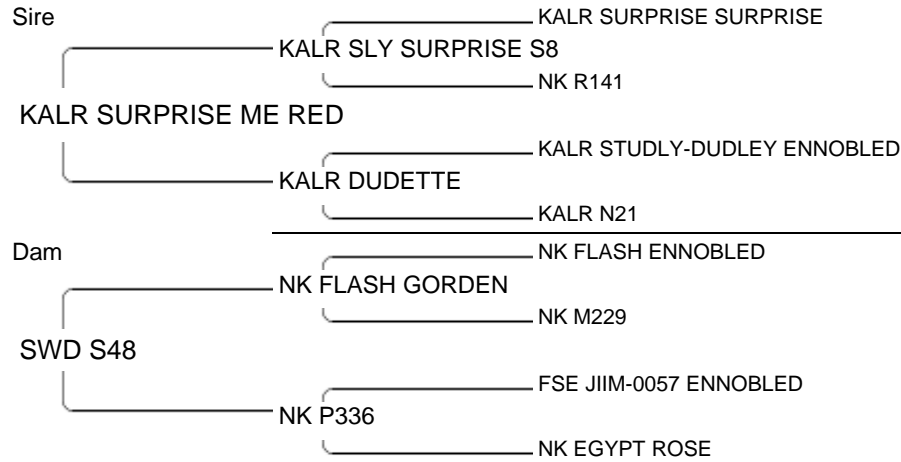 Sire
KALR SURPRISE SURPRISE
KALR SLY SURPRISE S8
NK R141
KALR SURPRISE ME RED
KALR STUDLY-DUDLEY ENNOBLED
KALR DUDETTE
KALR N21
Dam
NK FLASH ENNOBLED
NK FLASH GORDEN
NK M229
SWD S48
FSE JIIM-0057 ENNOBLED
NK P336
NK EGYPT ROSE